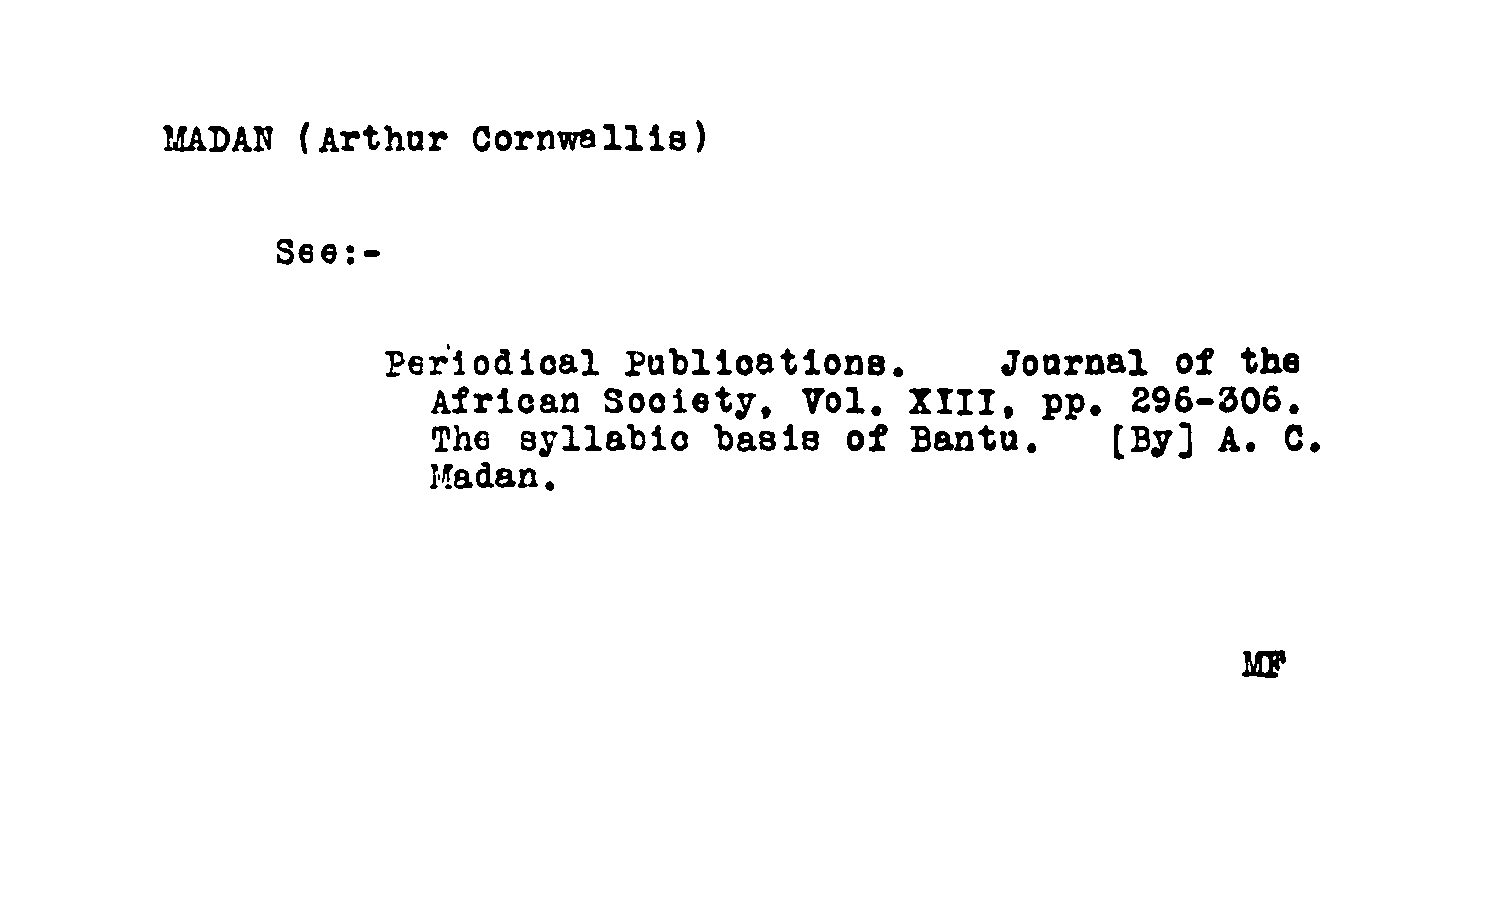 MADAN (Arthur Cornwallis)
See:-
Periodical Publications. Journal of the
African Society, Vol. XIII, pp. 296-306.
The syllabic basis of Bantu. [By] A. C.
Madan.
MF